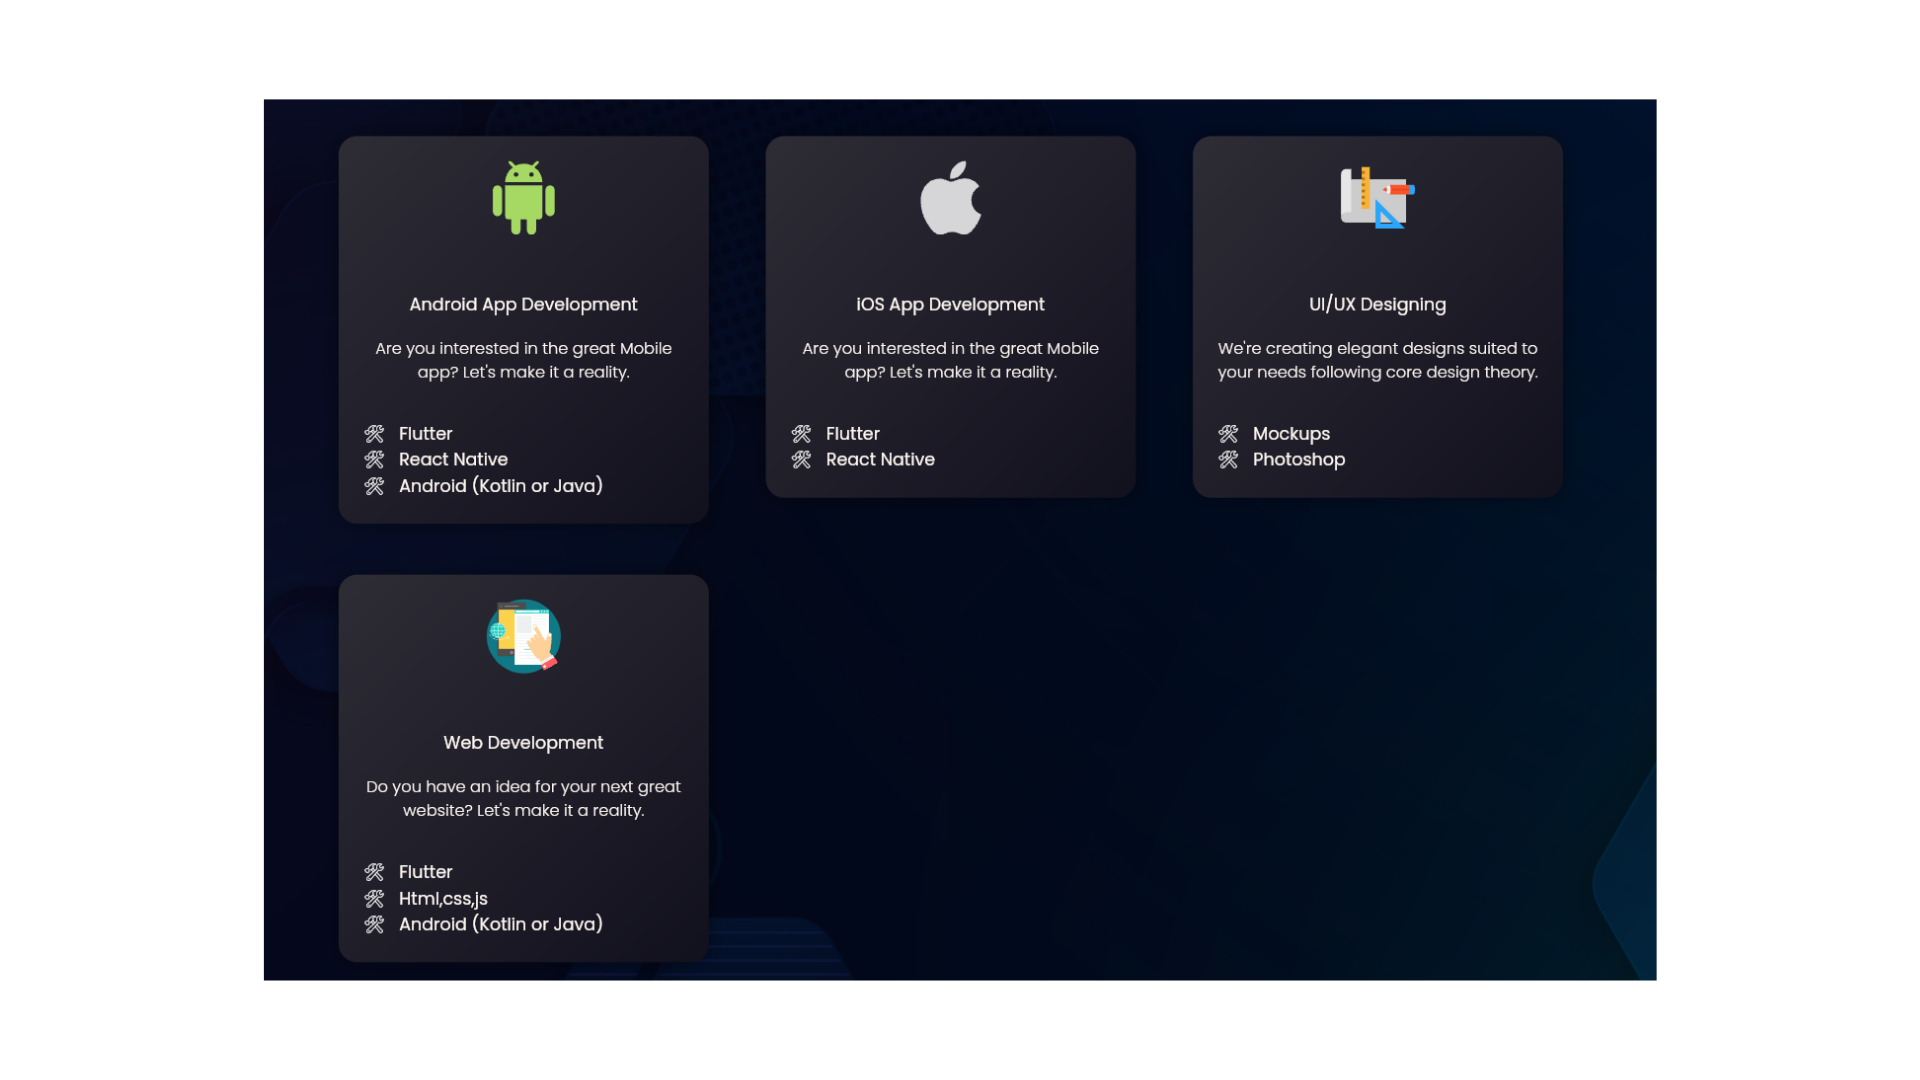 Android App Development
Are you interested in the great Mobile
app? Let's make it a reality.
Flutter
React Native
Android (Kotlin or Java)
iOS App Development
Are you interested in the great Mobile
app? Let's make it a reality.
Flutter
React Native
UI/UX Designing
We're creating elegant designs suited to
your needs following core design theory.
Mockups
Photoshop
Web Development
Do you have an idea for your next great
website? Let's make it a reality.
Flutter
Html,css,js
Android (Kotlin or Java)